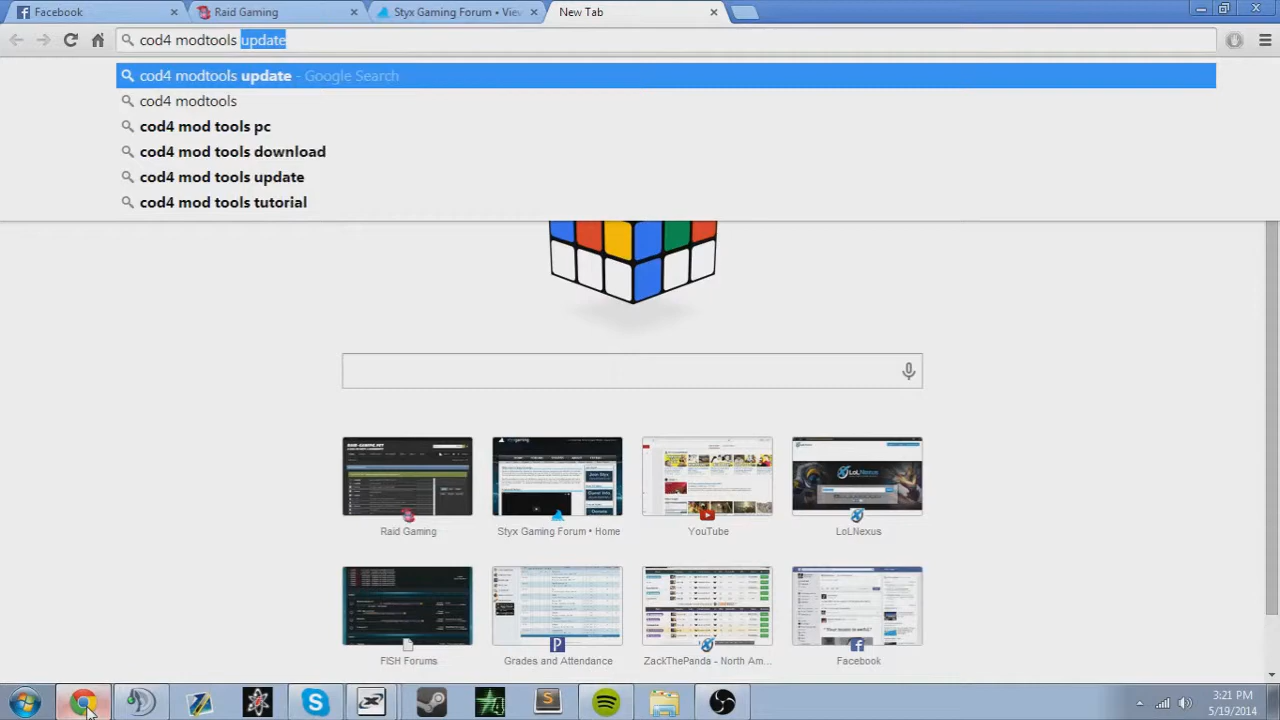 Facebook
Raid Gaming
Styx Gaming Forum • Vie
New Tab
cod4 modtools update
cod4 modtools update - Google Search
cod4 modtools
cod4 mod tools pc
cod4 mod tools download
cod4 mod tools update
cod4 mod tools tutorial
Raid Gaming
Styx Gaming Forum • Home
YouTube
LoLNexus
FISH Forums
Grades and Attendance
ZackThePanda - North Am...
Facebook
3:21 PM
5/19/2014